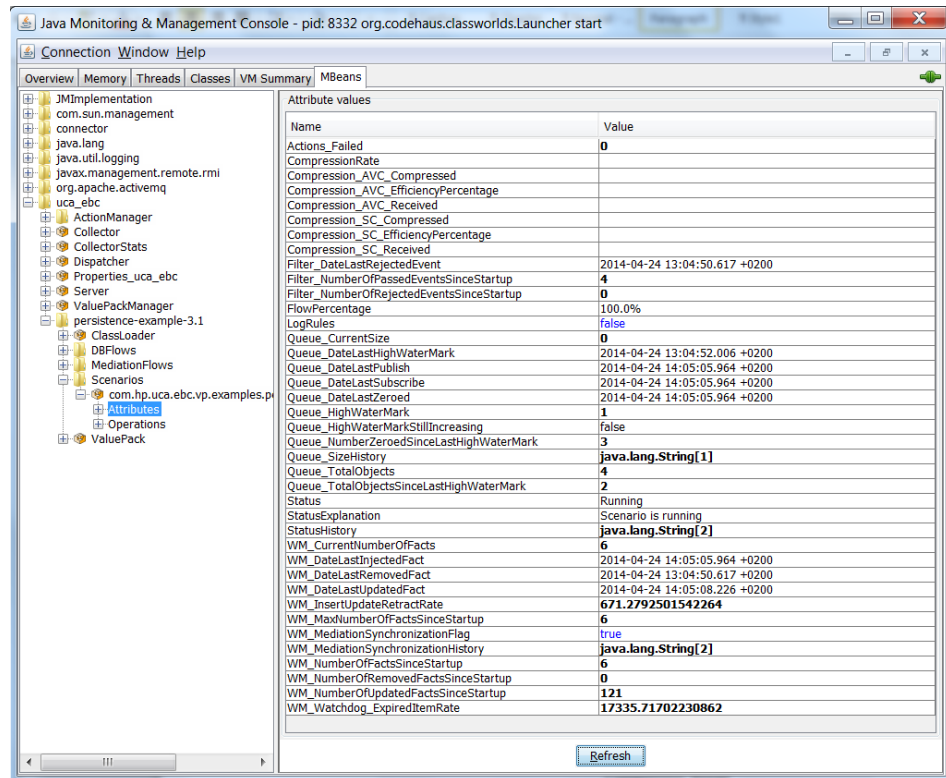 Java Monitoring & Management Console - pid: 8332 org.codehaus.classworlds.Launcher start
Connection Window Help
Overview Memory Threads Classes VM Summary MBeans
JMImplementation
com.sun.management
connector
java.lang
java.util.logging
javax.management.remote.rmi
org.apache.activemq
uca_ebc
ActionManager
Collector
CollectorStats
Dispatcher
Properties_uca_ebc
Server
ValuePackManager
persistence-example-3.1
ClassLoader
DBFlows
MediationFlows
Scenarios
com.hp.uca.ebc.vp.examples.p
Attributes
Operations
ValuePack
Attribute values
Name Value
Actions_Failed 0
CompressionRate
Compression_AVC_Compressed
Compression_AVC_EfficiencyPercentage
Compression_AVC_Received
Compression_SC_Compressed
Compression_SC_EfficiencyPercentage
Compression_SC_Received
Filter_DateLastRejectedEvent 2014-04-24 13:04:50.617 +0200
Filter_NumberOfPassedEventsSinceStartup 4
Filter_NumberOfRejectedEventsSinceStartup 0
FlowPercentage 100.0%
LogRules false
Queue_CurrentSize 0
Queue_DateLastHighWaterMark 2014-04-24 13:04:52.006 +0200
Queue_DateLastPublish 2014-04-24 14:05:05.964 +0200
Queue_DateLastSubscribe 2014-04-24 14:05:05.964 +0200
Queue_DateLastZeroed 2014-04-24 14:05:05.964 +0200
Queue_HighWaterMark 1
Queue_HighWaterMarkStillIncreasing false
Queue_NumberZeroedSinceLastHighWaterMark 3
Queue_SizeHistory java.lang.String[1]
Queue_TotalObjects 4
Queue_TotalObjectsSinceLastHighWaterMark 2
Status Running
StatusExplanation Scenario is running
StatusHistory java.lang.String[2]
WM_CurrentNumberOfFacts 6
WM_DateLastInjectedFact 2014-04-24 14:05:05.964 +0200
WM_DateLastRemovedFact 2014-04-24 13:04:50.617 +0200
WM_DateLastUpdatedFact 2014-04-24 14:05:08.226 +0200
WM_InsertUpdateRetractRate 671.2792501542264
WM_MaxNumberOfFactsSinceStartup 6
WM_MediationSynchronizationFlag true
WM_MediationSynchronizationHistory java.lang.String[2]
WM_NumberOfFactsSinceStartup 6
WM_NumberOfRemovedFactsSinceStartup 0
WM_NumberOfUpdatedFactsSinceStartup 121
WM_Watchdog_ExpiredItemRate 17335.71702230862
Refresh